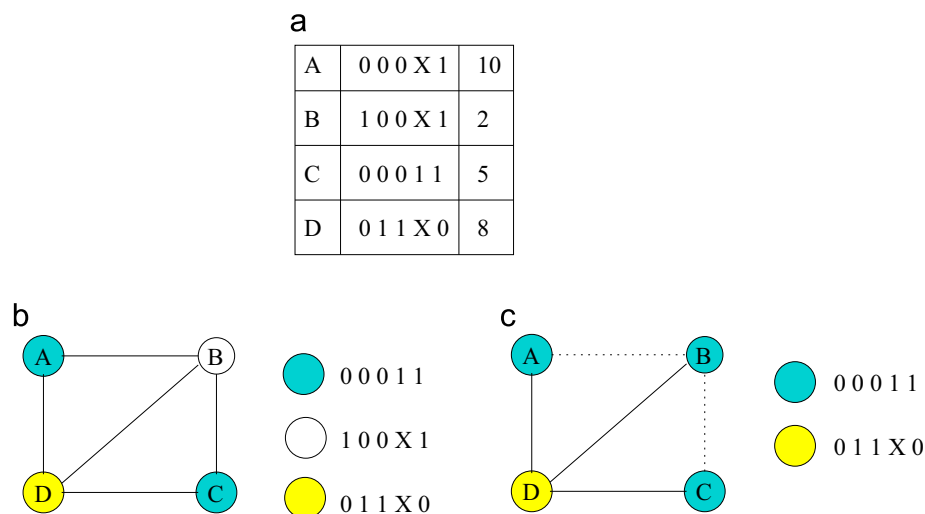 a
A 0 0 0 X 1 10
B 1 0 0 X 1 2
C 0 0 0 1 1 5
D 0 1 1 X 0 8
b
A B
D C
0 0 0 1 1
1 0 0 X 1
0 1 1 X 0
c
A B
D C
0 0 0 1 1
0 1 1 X 0